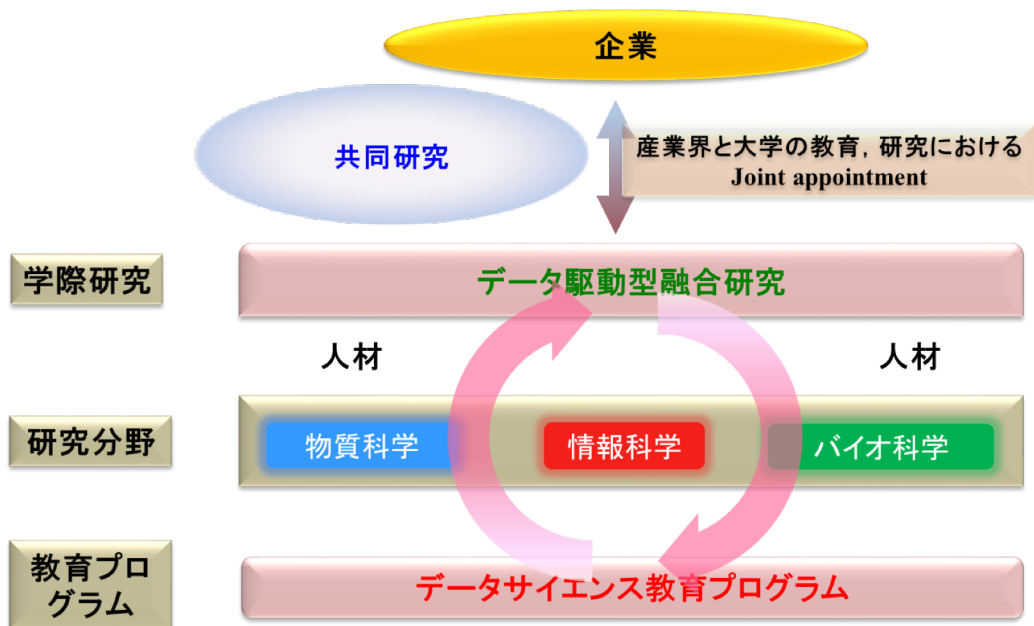 企業
共同研究
産業界と大学の教育，研究における
Joint appointment
学際研究
データ駆動型融合研究
人材
人材
研究分野
物質科学
情報科学
バイオ科学
教育プロ
グラム
データサイエンス教育プログラム